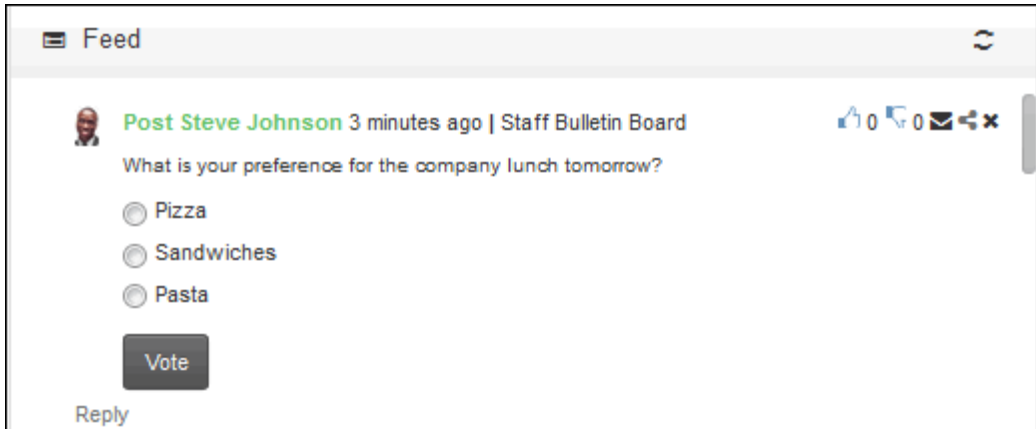 Feed
Post Steve Johnson 3 minutes ago | Staff Bulletin Board 0 0
What is your preference for the company lunch tomorrow?
Pizza
Sandwiches
Pasta
Vote
Reply